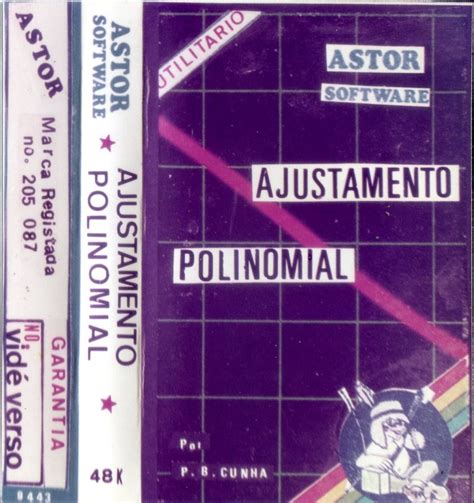 ASTOR
Marca Registada
no. 205 087
GARANTIA
NO:
vidé verso
0443
ASTOR
SOFTWARE
★ AJUSTAMENTO
POLINOMIAL ★
48K
UTILITARIO
ASTOR
SOFTWARE
AJUSTAMENTO
POLINOMIAL
Por
P. B. CUNHA